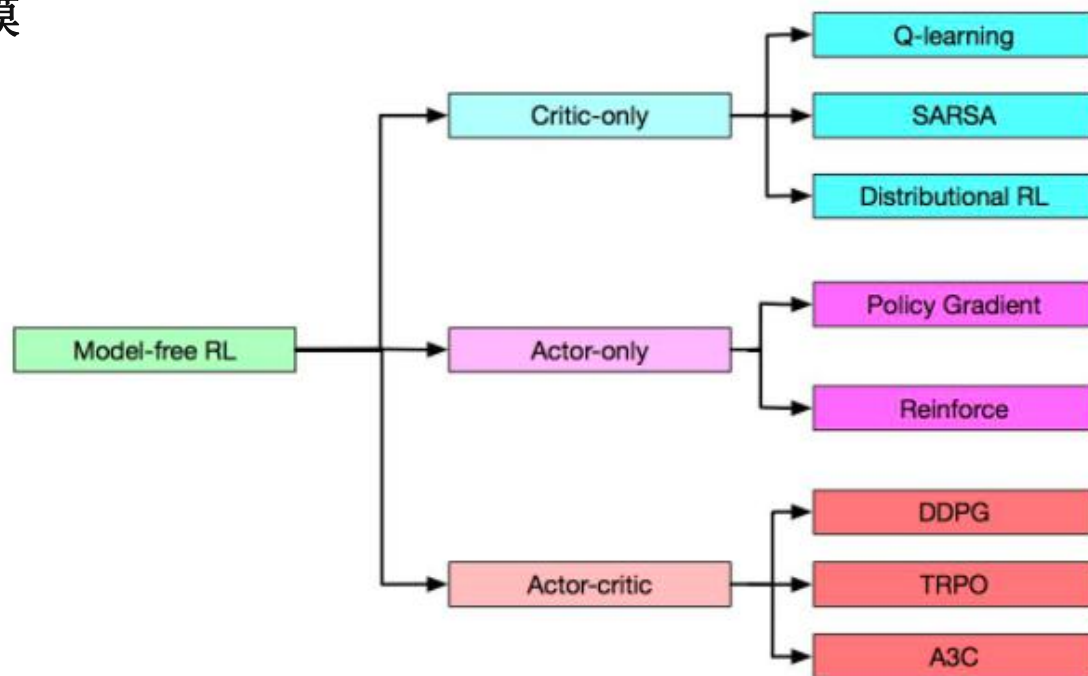 Q-learning
Critic-only
SARSA
Distributional RL
Policy Gradient
Model-free RL
Actor-only
Reinforce
DDPG
Actor-critic
TRPO
A3C